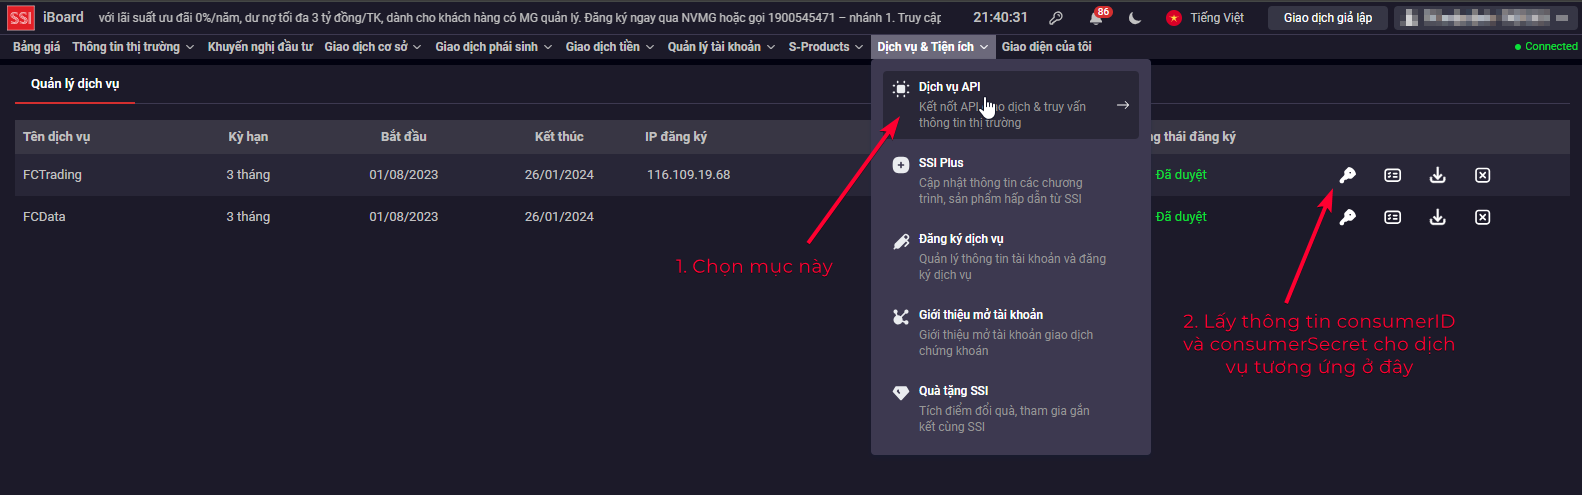 SSI iBoard với lãi suất ưu đãi 0%/năm, dư nợ tối đa 3 tỷ đồng/TK, dành cho khách hàng có MG quản lý. Đăng ký ngay qua NVMG hoặc gọi 1900545471 – nhánh 1. Truy cập 21:40:31 86 Tiếng Việt Giao dịch giả lập
Bảng giá Thông tin thị trường Khuyến nghị đầu tư Giao dịch cơ sở Giao dịch phái sinh Giao dịch tiền Quản lý tài khoản S-Products Dịch vụ & Tiện ích Giao diện của tôi Connected
Quản lý dịch vụ
Tên dịch vụ Kỳ hạn Bắt đầu Kết thúc IP đăng ký thái đăng ký
FCTrading 3 tháng 01/08/2023 26/01/2024 116.109.19.68 Đã duyệt
FCData 3 tháng 01/08/2023 26/01/2024 Đã duyệt
Dịch vụ API
Kết nốt API dịch & truy vấn
thông tin thị trường
SSI Plus
Cập nhật thông tin các chương
trình, sản phẩm hấp dẫn từ SSI
Đăng ký dịch vụ
Quản lý thông tin tài khoản và đăng
ký dịch vụ
Giới thiệu mở tài khoản
Giới thiệu mở tài khoản giao dịch
chứng khoán
Quà tặng SSI
Tích điểm đổi quà, tham gia gắn
kết cùng SSI
1. Chọn mục này
2. Lấy thông tin consumerID
và consumerSecret cho dịch
vụ tương ứng ở đây